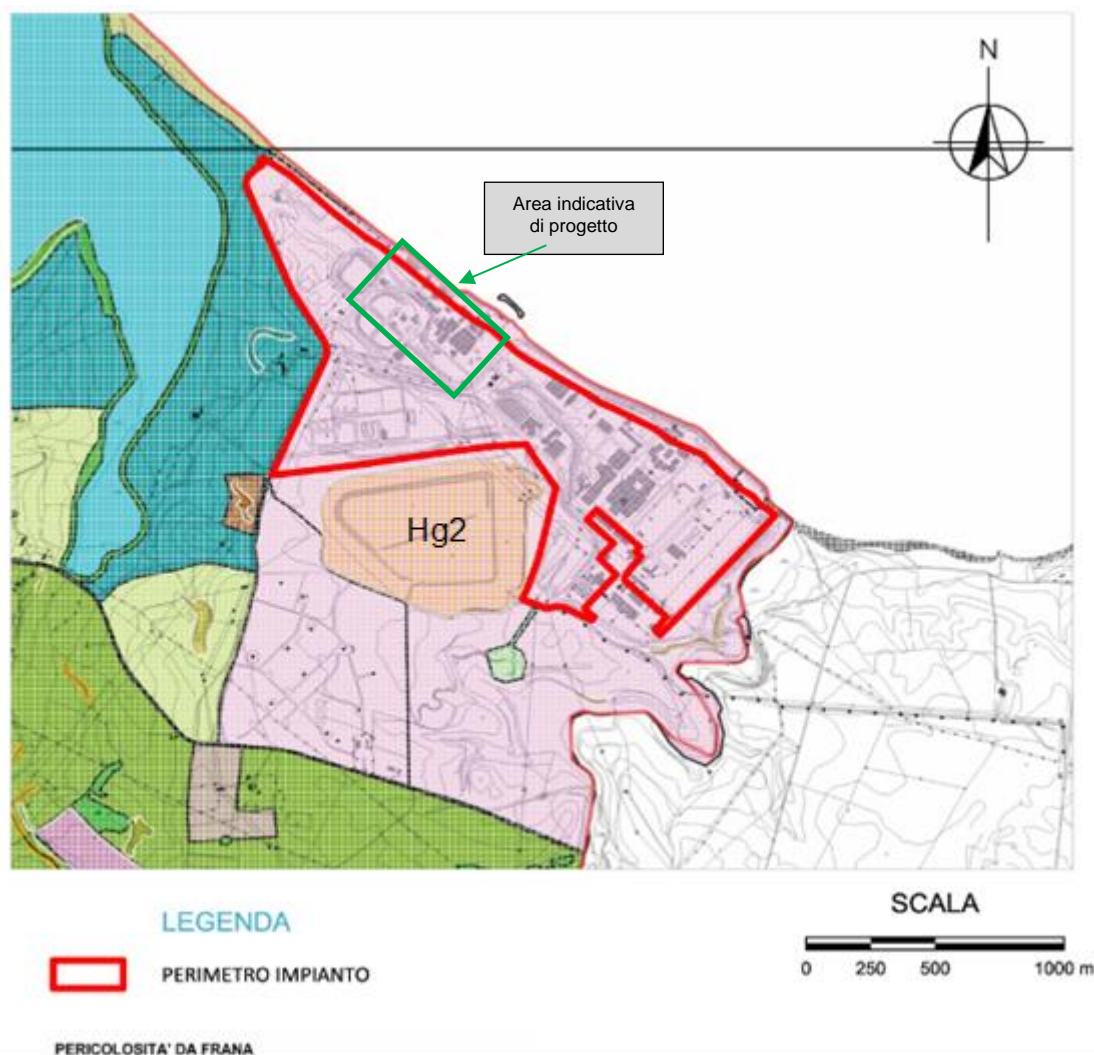 N
Area indicativa
di progetto
Hg2
LEGENDA
PERIMETRO IMPIANTO
SCALA
0 250 500 1000 m
PERICOLOSITA' DA FRANA